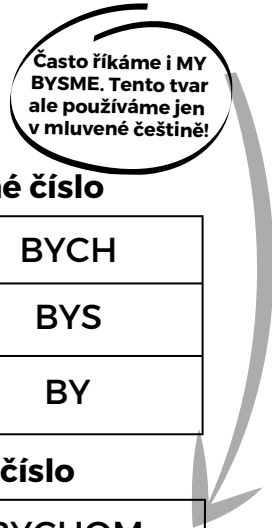 Často říkáme i MY
BYSME. Tento tvar
ale používáme jen
v mluvené češtině!
né číslo
BYCH
BYS
BY
číslo
BYCHOM